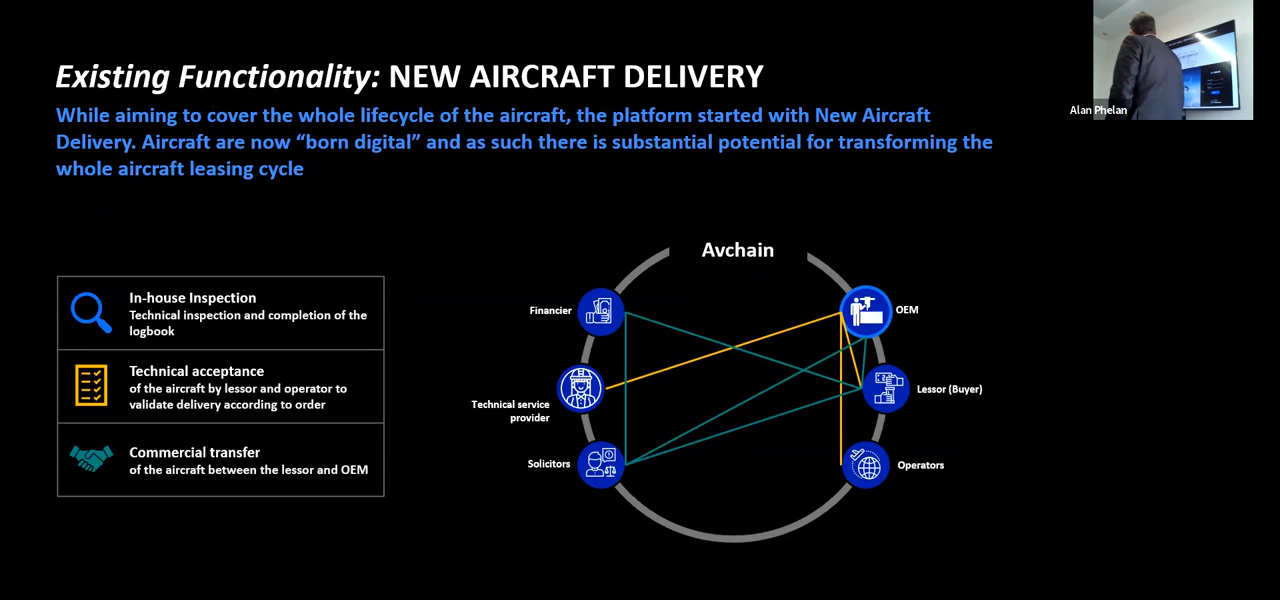 Existing Functionality: NEW AIRCRAFT DELIVERY
While aiming to cover the whole lifecycle of the aircraft, the platform started with New Aircraft
Delivery. Aircraft are now “born digital” and as such there is substantial potential for transforming the
whole aircraft leasing cycle
Alan Phelan
In-house Inspection
Technical inspection and completion of the
logbook
Technical acceptance
of the aircraft by lessor and operator to
validate delivery according to order
Commercial transfer
of the aircraft between the lessor and OEM
Avchain
Financier
OEM
Technical service
provider
Lessor (Buyer)
Solicitors
Operators